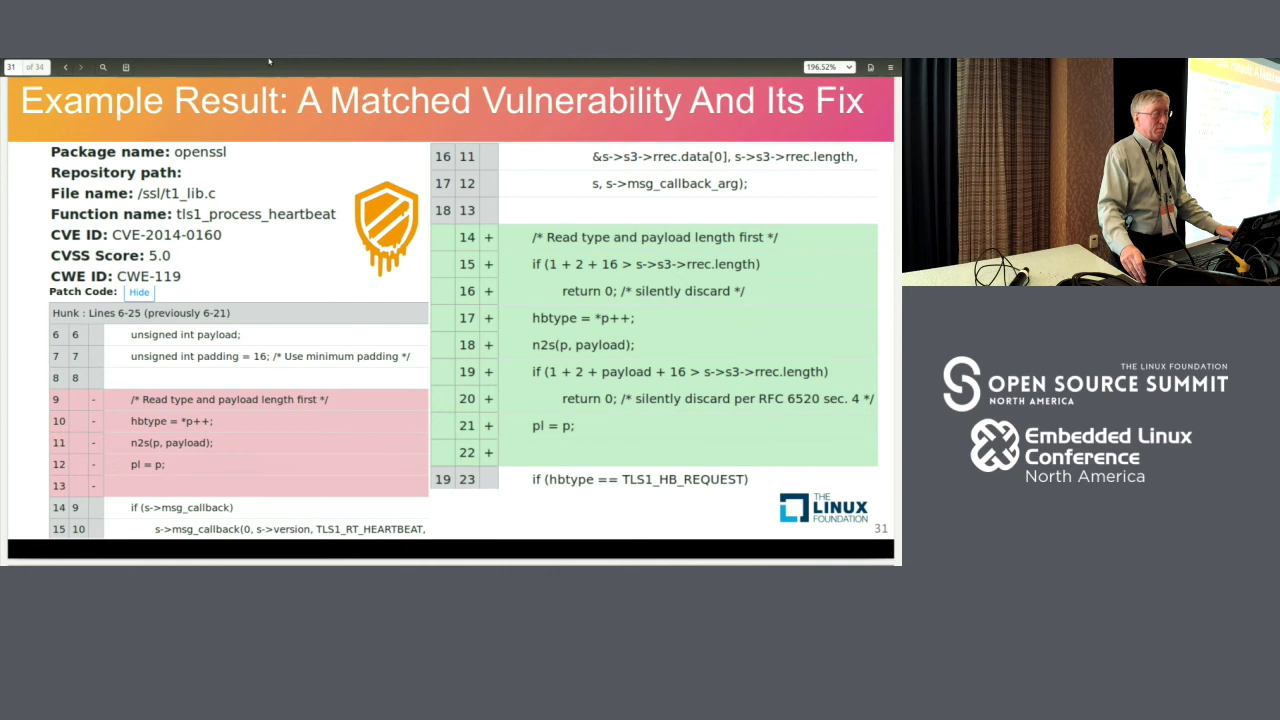 31 of 34
196.52%
Example Result: A Matched Vulnerability And Its Fix
Package name: openssl
Repository path:
File name: /ssl/t1_lib.c
Function name: tls1_process_heartbeat
CVE ID: CVE-2014-0160
CVSS Score: 5.0
CWE ID: CWE-119
Patch Code: Hide
Hunk : Lines 6-25 (previously 6-21)
6 6 unsigned int payload;
7 7 unsigned int padding = 16; /* Use minimum padding */
8 8
9 - /* Read type and payload length first */
10 - hbtype = *p++;
11 - n2s(p, payload);
12 - pl = p;
13 -
14 9 if (s->msg_callback)
15 10 s->msg_callback(0, s->version, TLS1_RT_HEARTBEAT,
16 11 &s->s3->rrec.data[0], s->s3->rrec.length,
17 12 s, s->msg_callback_arg);
18 13
14 + /* Read type and payload length first */
15 + if (1 + 2 + 16 > s->s3->rrec.length)
16 + return 0; /* silently discard */
17 + hbtype = *p++;
18 + n2s(p, payload);
19 + if (1 + 2 + payload + 16 > s->s3->rrec.length)
20 + return 0; /* silently discard per RFC 6520 sec. 4 */
21 + pl = p;
22 +
19 23 if (hbtype == TLS1_HB_REQUEST)
THE
LINUX
FOUNDATION
31
THE LINUX FOUNDATION
OPEN SOURCE SUMMIT
NORTH AMERICA
Embedded Linux
Conference
North America